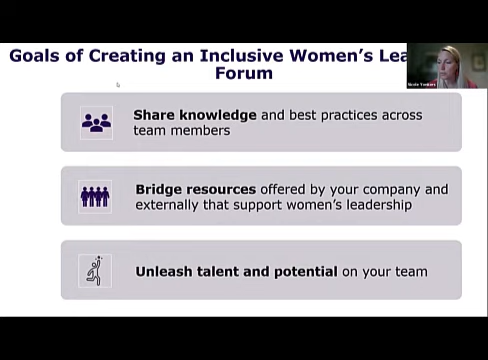 Goals of Creating an Inclusive Women's Lea
Forum
Share knowledge and best practices across
team members
Bridge resources offered by your company and
externally that support women's leadership
Unleash talent and potential on your team